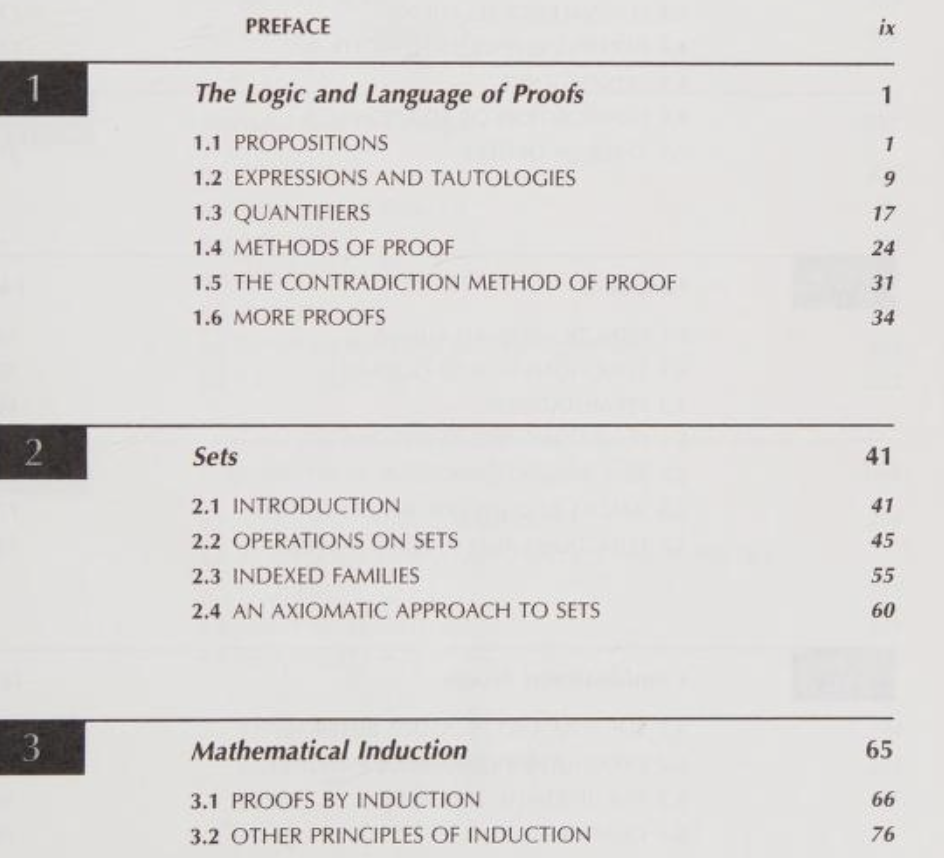 PREFACE ix
1 The Logic and Language of Proofs 1
1.1 PROPOSITIONS 1
1.2 EXPRESSIONS AND TAUTOLOGIES 9
1.3 QUANTIFIERS 17
1.4 METHODS OF PROOF 24
1.5 THE CONTRADICTION METHOD OF PROOF 31
1.6 MORE PROOFS 34
2 Sets 41
2.1 INTRODUCTION 41
2.2 OPERATIONS ON SETS 45
2.3 INDEXED FAMILIES 55
2.4 AN AXIOMATIC APPROACH TO SETS 60
3 Mathematical Induction 65
3.1 PROOFS BY INDUCTION 66
3.2 OTHER PRINCIPLES OF INDUCTION 76